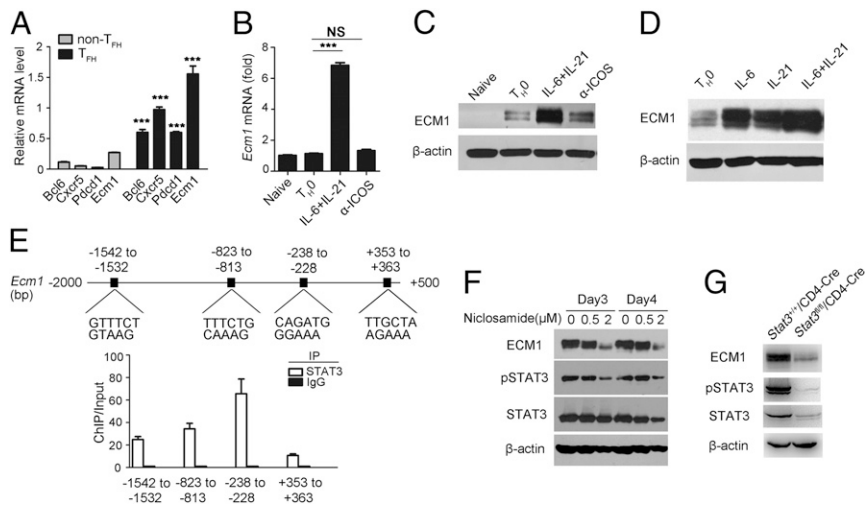 A
non-TFH
TFH
Relative mRNA level
2
1.5
1
0.5
0
***
***
***
***
Bcl6
Cxcr5
Pdcd1
Ecm1
Bcl6
Cxcr5
Pdcd1
Ecm1
B
Ecm1 mRNA (fold)
8
6
4
2
0
NS
***
Naive
TH0
IL-6+IL-21
α-ICOS
C
Naive
TH0
IL-6+IL-21
α-ICOS
ECM1
β-actin
D
TH0
IL-6
IL-21
IL-6+IL-21
ECM1
β-actin
E
-1542 to
-1532
-823 to
-813
-238 to
-228
+353 to
+363
Ecm1
(bp)
-2000
+500
GTTTCT
GTAAG
TTTCTG
CAAAG
CAGATG
GGAAA
TTGCTA
AGAAA
IP
STAT3
IgG
ChIP/Input
100
80
60
40
20
0
-1542 to
-1532
-823 to
-813
-238 to
-228
+353 to
+363
F
Day3 Day4
Niclosamide(μM) 0 0.5 2 0 0.5 2
ECM1
pSTAT3
STAT3
β-actin
G
Stat3+/+/CD4-Cre
Stat3fl/fl/CD4-Cre
ECM1
pSTAT3
STAT3
β-actin